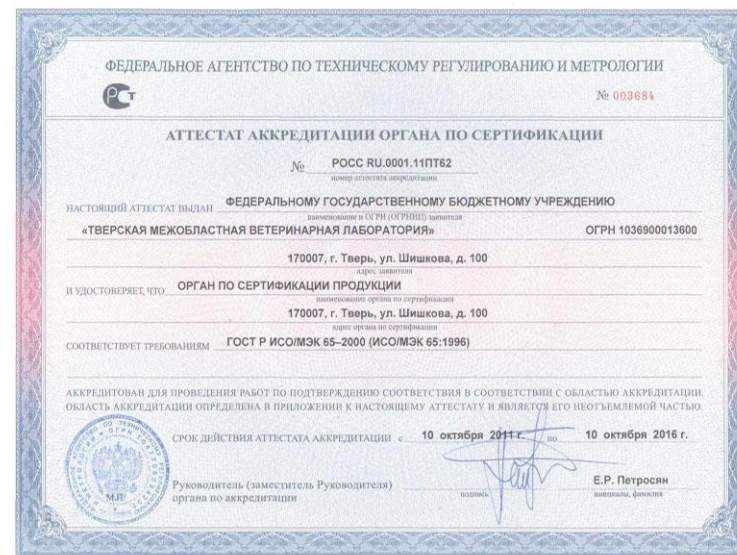 ФЕДЕРАЛЬНОЕ АГЕНТСТВО ПО ТЕХНИЧЕСКОМУ РЕГУЛИРОВАНИЮ И МЕТРОЛОГИИ
РСТ
№ 003684
АТТЕСТАТ АККРЕДИТАЦИИ ОРГАНА ПО СЕРТИФИКАЦИИ
№ РОСС RU.0001.11ПТ62
номер аттестата аккредитации
НАСТОЯЩИЙ АТТЕСТАТ ВЫДАН ФЕДЕРАЛЬНОМУ ГОСУДАРСТВЕННОМУ БЮДЖЕТНОМУ УЧРЕЖДЕНИЮ
наименование и ОГРН (ОГРНИП) заявителя
«ТВЕРСКАЯ МЕЖОБЛАСТНАЯ ВЕТЕРИНАРНАЯ ЛАБОРАТОРИЯ» ОГРН 1036900013600
170007, г. Тверь, ул. Шишкова, д. 100
адрес заявителя
И УДОСТОВЕРЯЕТ, ЧТО ОРГАН ПО СЕРТИФИКАЦИИ ПРОДУКЦИИ
наименование органа по сертификации
170007, г. Тверь, ул. Шишкова, д. 100
адрес органа по сертификации
СООТВЕТСТВУЕТ ТРЕБОВАНИЯМ ГОСТ Р ИСО/МЭК 65–2000 (ИСО/МЭК 65:1996)
АККРЕДИТОВАН ДЛЯ ПРОВЕДЕНИЯ РАБОТ ПО ПОДТВЕРЖДЕНИЮ СООТВЕТСТВИЯ В СООТВЕТСТВИИ С ОБЛАСТЬЮ АККРЕДИТАЦИИ.
ОБЛАСТЬ АККРЕДИТАЦИИ ОПРЕДЕЛЕНА В ПРИЛОЖЕНИИ К НАСТОЯЩЕМУ АТТЕСТАТУ И ЯВЛЯЕТСЯ ЕГО НЕОТЪЕМЛЕМОЙ ЧАСТЬЮ.
СРОК ДЕЙСТВИЯ АТТЕСТАТА АККРЕДИТАЦИИ с 10 октября 2011 г. по 10 октября 2016 г.
Руководитель (заместитель Руководителя)
органа по аккредитации
М.П.
подпись
Е.Р. Петросян
инициалы, фамилия